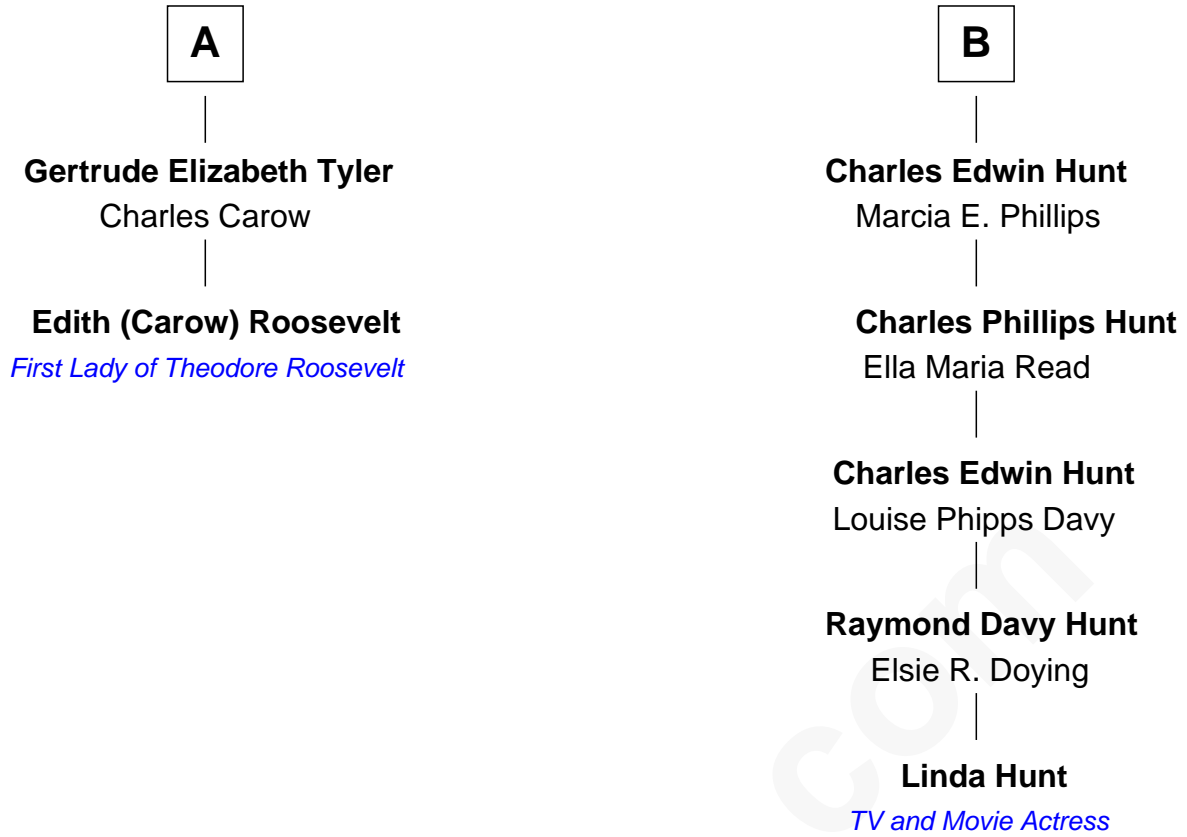 A
Gertrude Elizabeth Tyler
Charles Carow
Edith (Carow) Roosevelt
First Lady of Theodore Roosevelt
B
Charles Edwin Hunt
Marcia E. Phillips
Charles Phillips Hunt
Ella Maria Read
Charles Edwin Hunt
Louise Phipps Davy
Raymond Davy Hunt
Elsie R. Doying
Linda Hunt
TV and Movie Actress
com